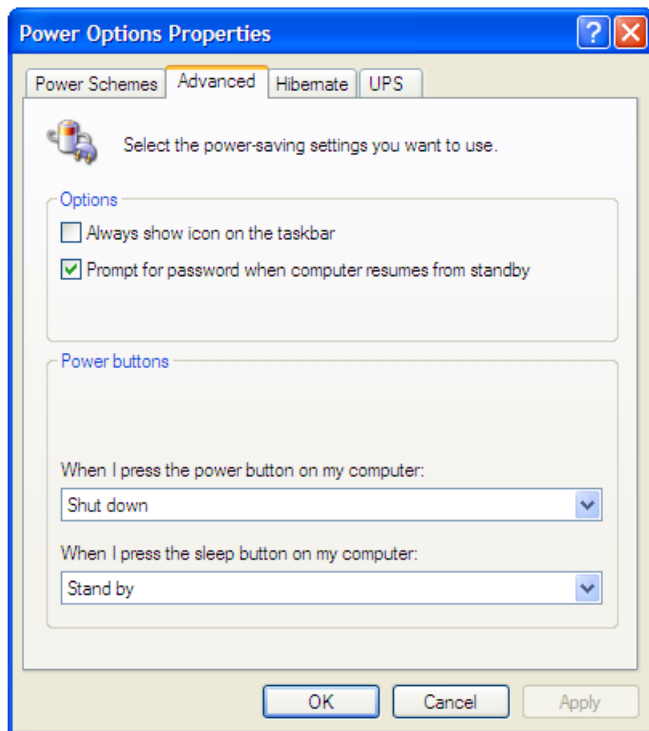 Power Options Properties
Power Schemes Advanced Hibernate UPS
Select the power-saving settings you want to use.
Options
Always show icon on the taskbar
Prompt for password when computer resumes from standby
Power buttons
When I press the power button on my computer:
Shut down
When I press the sleep button on my computer:
Stand by
OK Cancel Apply